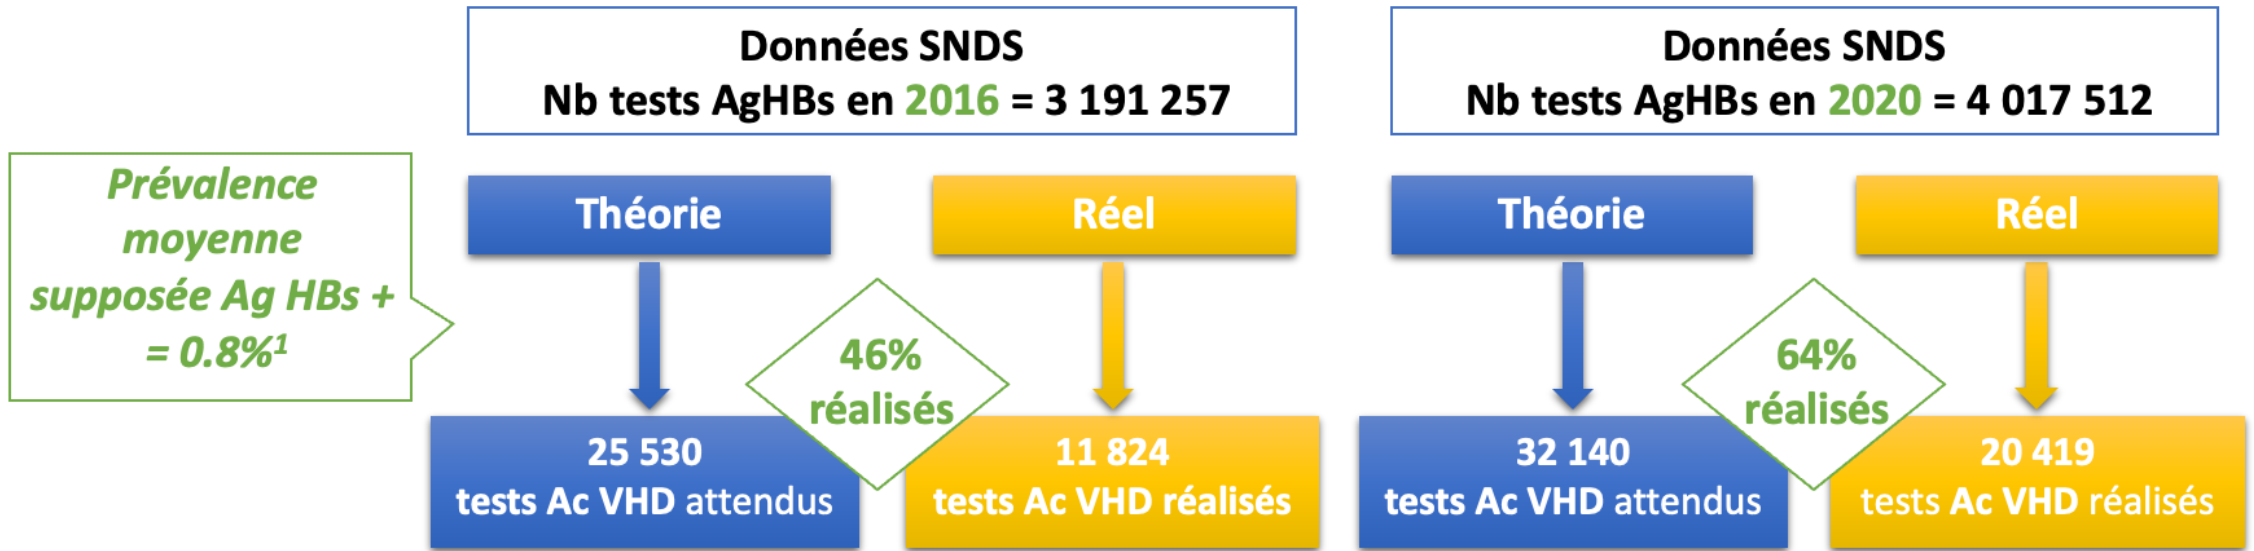 Données SNDS
Nb tests AgHBs en 2016 = 3 191 257
Données SNDS
Nb tests AgHBs en 2020 = 4 017 512
Prévalence
moyenne
supposée Ag HBs +
= 0.8%¹
Théorie
Réel
46%
réalisés
25 530
tests Ac VHD attendus
11 824
tests Ac VHD réalisés
Théorie
Réel
64%
réalisés
32 140
tests Ac VHD attendus
20 419
tests Ac VHD réalisés